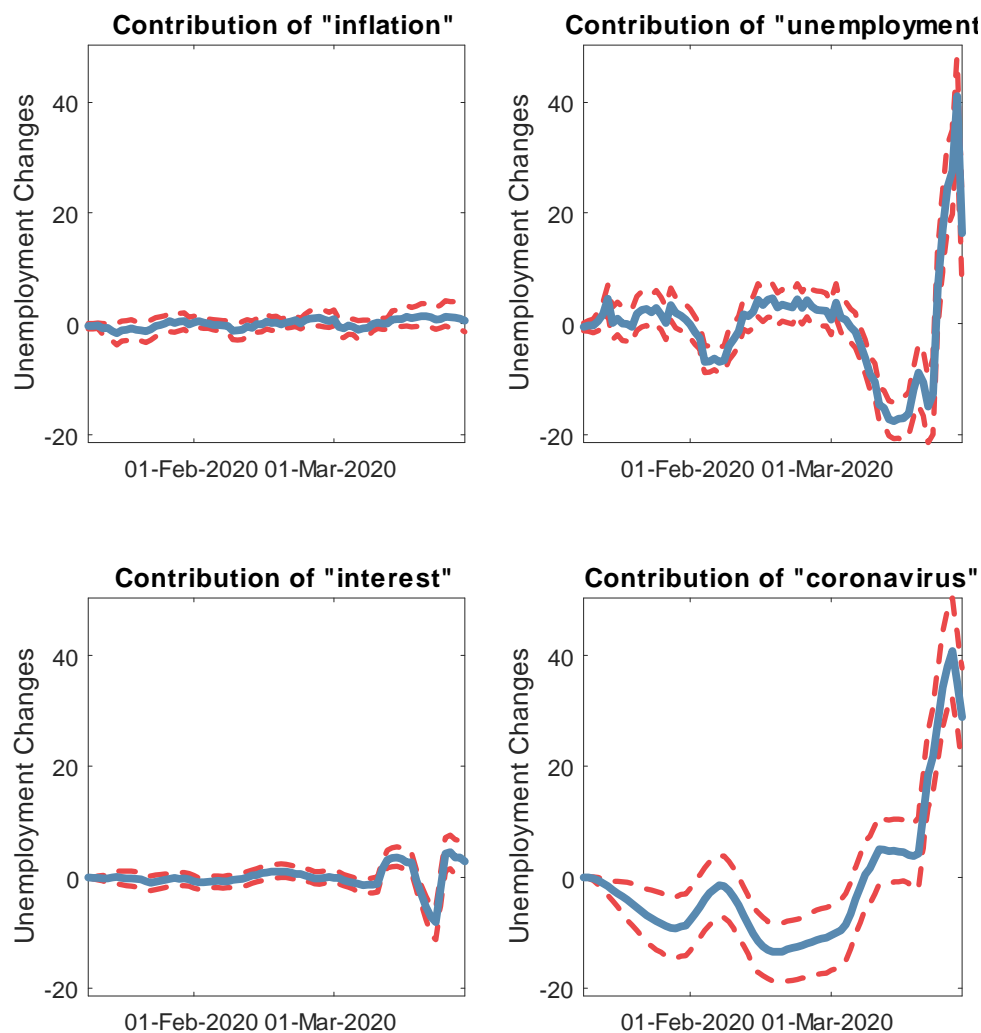 Contribution of "inflation"
Unemployment Changes
40
20
0
-20
01-Feb-2020 01-Mar-2020
Contribution of "unemployment
Unemployment Changes
40
20
0
-20
01-Feb-2020 01-Mar-2020
Contribution of "interest"
Unemployment Changes
40
20
0
-20
01-Feb-2020 01-Mar-2020
Contribution of "coronavirus"
Unemployment Changes
40
20
0
-20
01-Feb-2020 01-Mar-2020